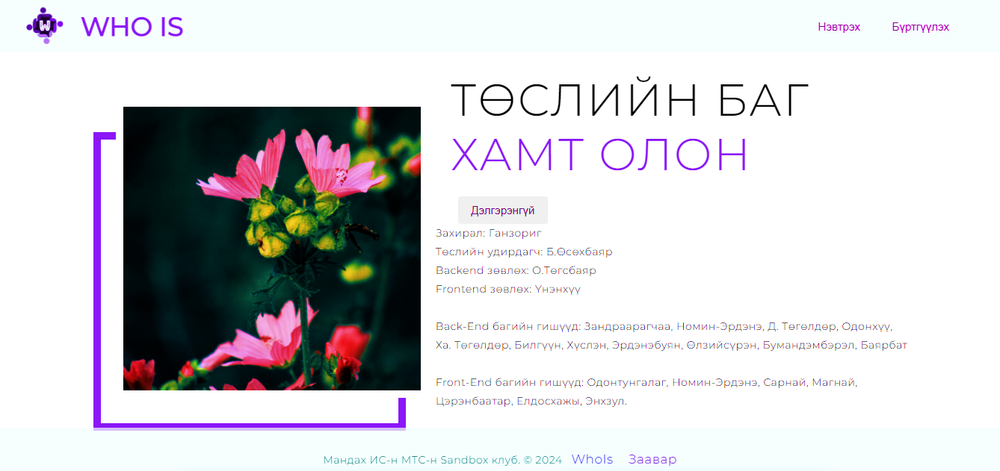 W
WHO IS
Нэвтрэх
Бүртгүүлэх
ТӨСЛИЙН БАГ
ХАМТ ОЛОН
Дэлгэрэнгүй
Захирал: Ганзориг
Төслийн удирдагч: Б.Өсөхбаяр
Backend зөвлөх: О.Төгсбаяр
Frontend зөвлөх: Үнэнхүү
Back-End багийн гишүүд: Зандраарагчаа, Номин-Эрдэнэ, Д. Төгөлдөр, Одонхүү,
Ха. Төгөлдөр, Билгүүн, Хүслэн, Эрдэнэбуян, Өлзийсүрэн, Бумандэмбэрэл, Баярбат
Front-End багийн гишүүд: Одонтунгалаг, Номин-Эрдэнэ, Сарнай, Магнай,
Цэрэнбаатар, Елдосхажы, Энхзул.
Мандах ИС-н МТС-н Sandbox клуб. © 2024 WhoIs Заавар